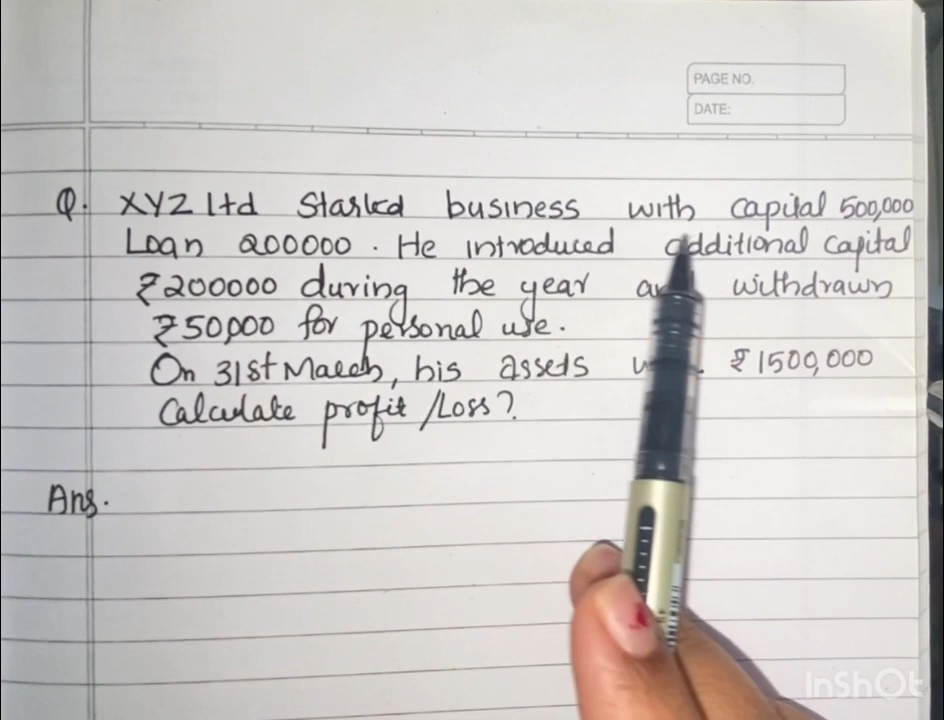 PAGE NO.
DATE:
Q. XYZ Ltd Started business with capital 500,000
Loan 200000. He introduced additional capital
₹200000 during the year withdrawn
₹50,000 for personal use.
On 31st March, his assets ₹1500,000
Calculate profit/Loss?
Ans.
InShOt